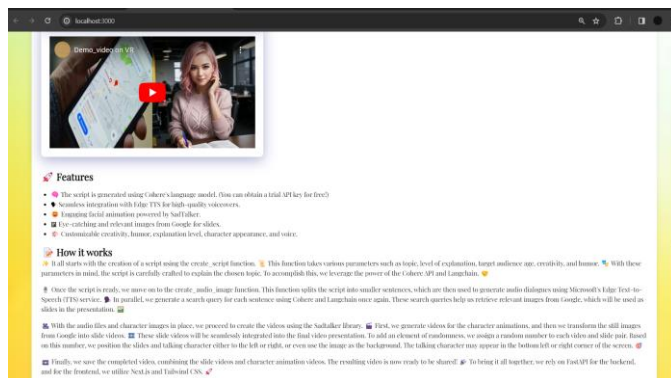 localhost:3000
Demo_video on V8
🚀 Features
• 🧠 The script is generated using Cohere's language model. (You can obtain a trial API key for free!)
• 🗣 Seamless integration with Edge TTS for high-quality voiceovers.
• 😃 Engaging facial animation powered by SadTalker.
• 🖼 Eye-catching and relevant images from Google for slides.
• 🎯 Customizable creativity, humor, explanation level, character appearance, and voice.
📝 How it works
✨ It all starts with the creation of a script using the create_script function. 📜 This function takes various parameters such as topic, level of explanation, target audience age, creativity, and humor. 🎭 With these
parameters in mind, the script is carefully crafted to explain the chosen topic. To accomplish this, we leverage the power of the Cohere API and Langchain. 😊
🎙 Once the script is ready, we move on to the create_audio_image function. This function splits the script into smaller sentences, which are then used to generate audio dialogues using Microsoft's Edge Text-to-
Speech (TTS) service. 🗣 In parallel, we generate a search query for each sentence using Cohere and Langchain once again. These search queries help us retrieve relevant images from Google, which will be used as
slides in the presentation. 🖼
🎬 With the audio files and character images in place, we proceed to create the videos using the Sadtalker library. 🎬 First, we generate videos for the character animations, and then we transform the still images
from Google into slide videos. 🎞 These slide videos will be seamlessly integrated into the final video presentation. To add an element of randomness, we assign a random number to each video and slide pair. Based
on this number, we position the slides and talking character either to the left or right, or even use the image as the background. The talking character may appear in the bottom left or right corner of the screen. 🎯
🎞 Finally, we save the completed video, combining the slide videos and character animation videos. The resulting video is now ready to be shared! 🎉 To bring it all together, we rely on FastAPI for the backend,
and for the frontend, we utilize Next.js and Tailwind CSS. 🚀